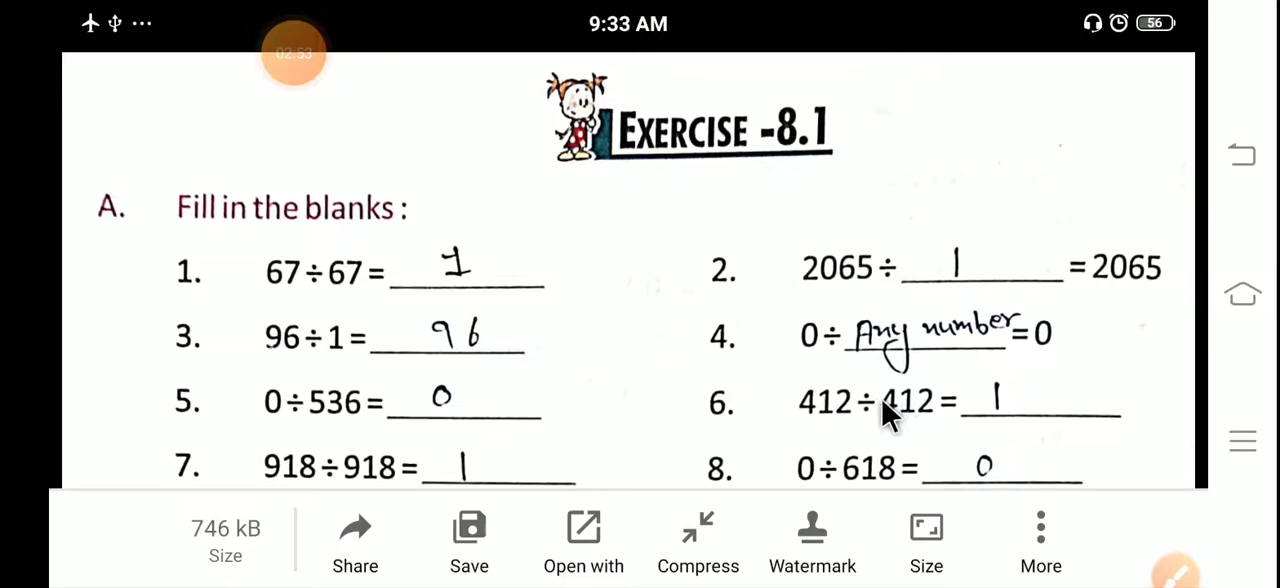 9:33 AM
56
02:53
EXERCISE -8.1
A. Fill in the blanks :
1. 67÷67= 1
2. 2065÷ 1 =2065
3. 96÷1= 96
4. 0÷ Any number =0
5. 0÷536= 0
6. 412÷412= 1
7. 918÷918= 1
8. 0÷618= 0
746 kB
Size
Share
Save
Open with
Compress
Watermark
Size
More